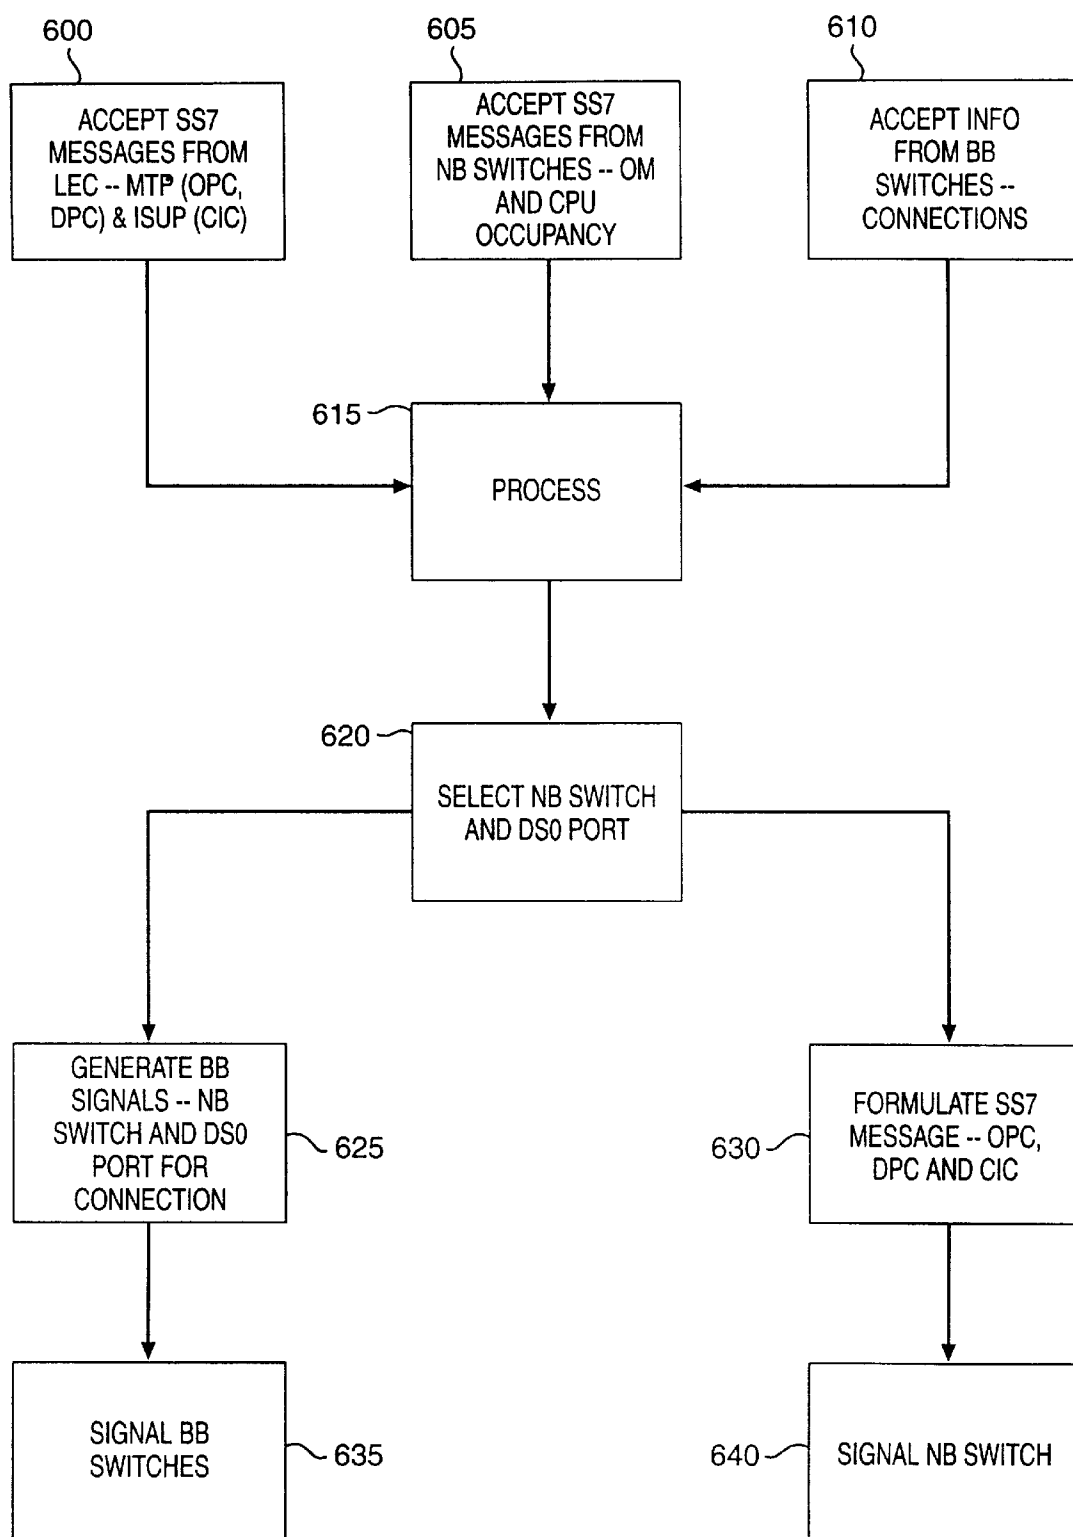 600
605
610
ACCEPT SS7
MESSAGES FROM
LEC -- MTP (OPC,
DPC) & ISUP (CIC)
ACCEPT SS7
MESSAGES FROM
NB SWITCHES -- OM
AND CPU
OCCUPANCY
ACCEPT INFO
FROM BB
SWITCHES --
CONNECTIONS
615
PROCESS
620
SELECT NB SWITCH
AND DS0 PORT
GENERATE BB
SIGNALS -- NB
SWITCH AND DS0
PORT FOR
CONNECTION
625
630
FORMULATE SS7
MESSAGE -- OPC,
DPC AND CIC
SIGNAL BB
SWITCHES
635
640
SIGNAL NB SWITCH